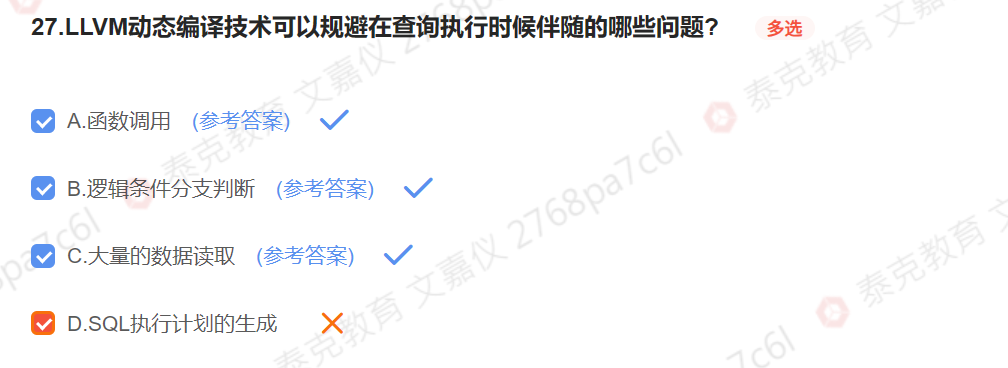 27.LLVM动态编译技术可以规避在查询执行时候伴随的哪些问题? 多选
A.函数调用 (参考答案)
B.逻辑条件分支判断 (参考答案)
C.大量的数据读取 (参考答案)
D.SQL执行计划的生成
泰克教育 文嘉仪 2768pa7c6l
泰克教育